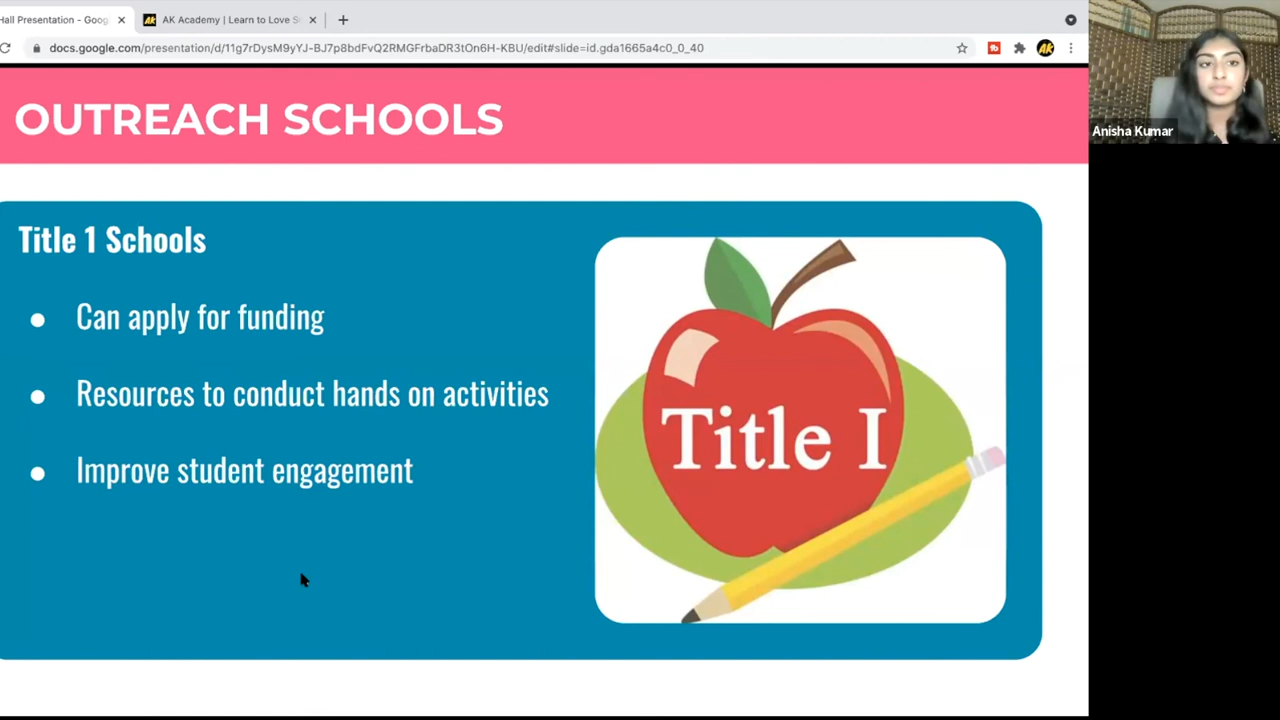 Hall Presentation - Goog
AK Academy | Learn to Love S
docs.google.com/presentation/d/11g7rDysM9yYJ-BJ7p8bdFvQ2RMGFrbaDR3tOn6H-KBU/edit#slide=id.gda1665a4c0_0_40
OUTREACH SCHOOLS
Anisha Kumar
Title 1 Schools
● Can apply for funding
● Resources to conduct hands on activities
● Improve student engagement
Title I